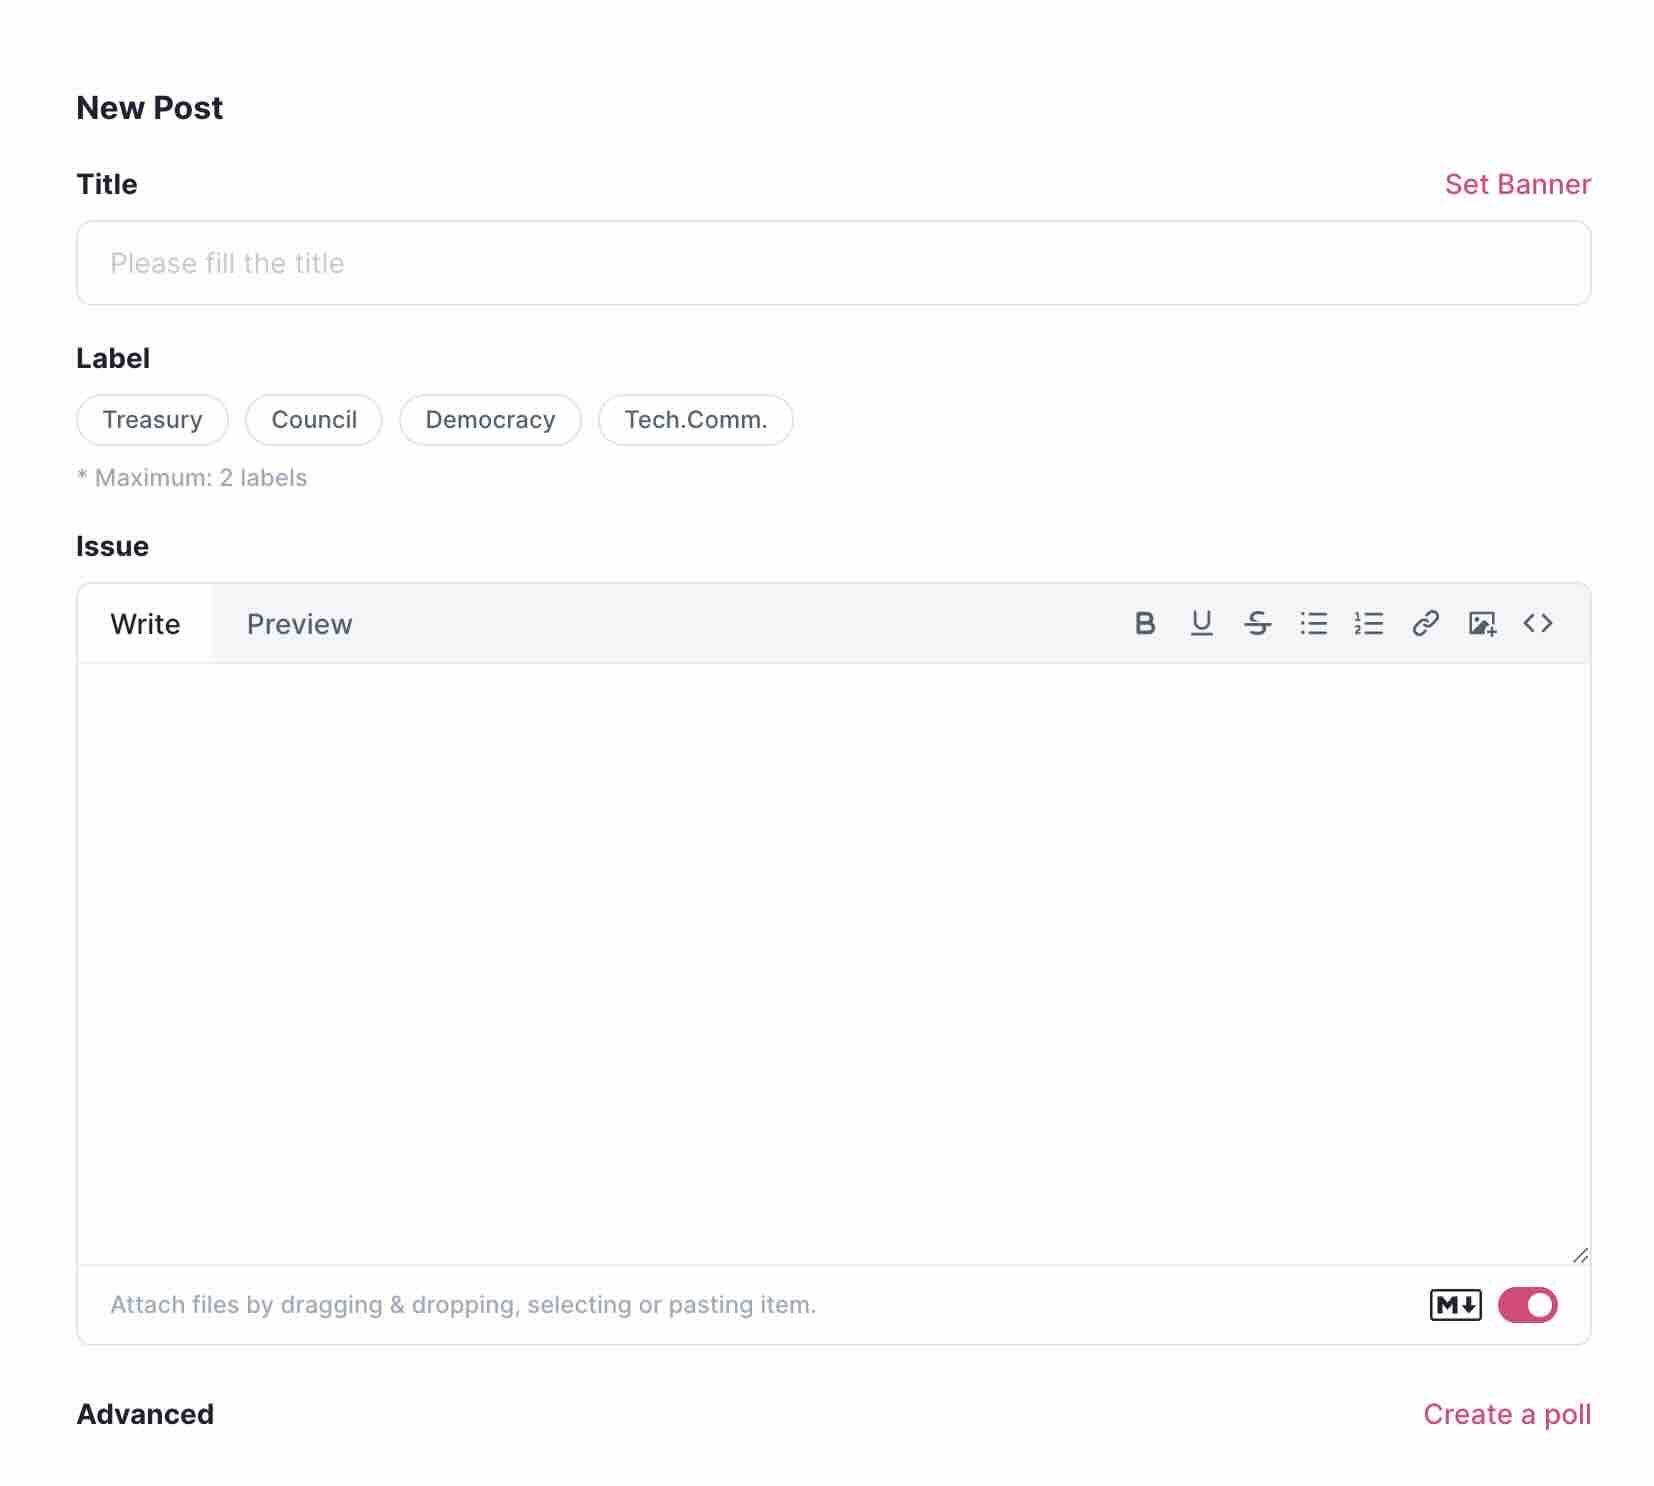 New Post
Title Set Banner
Please fill the title
Label
Treasury Council Democracy Tech.Comm.
* Maximum: 2 labels
Issue
Write Preview B U S
Attach files by dragging & dropping, selecting or pasting item. M
Advanced Create a poll